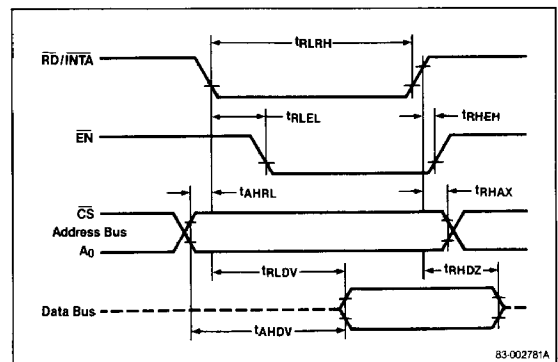 tRLRH
RD/INTA
tRLEL
tRHEH
EN
tAHRL
tRHAX
CS
Address Bus
A0
tRLDV
tRHDZ
Data Bus
tAHDV
83-002781A